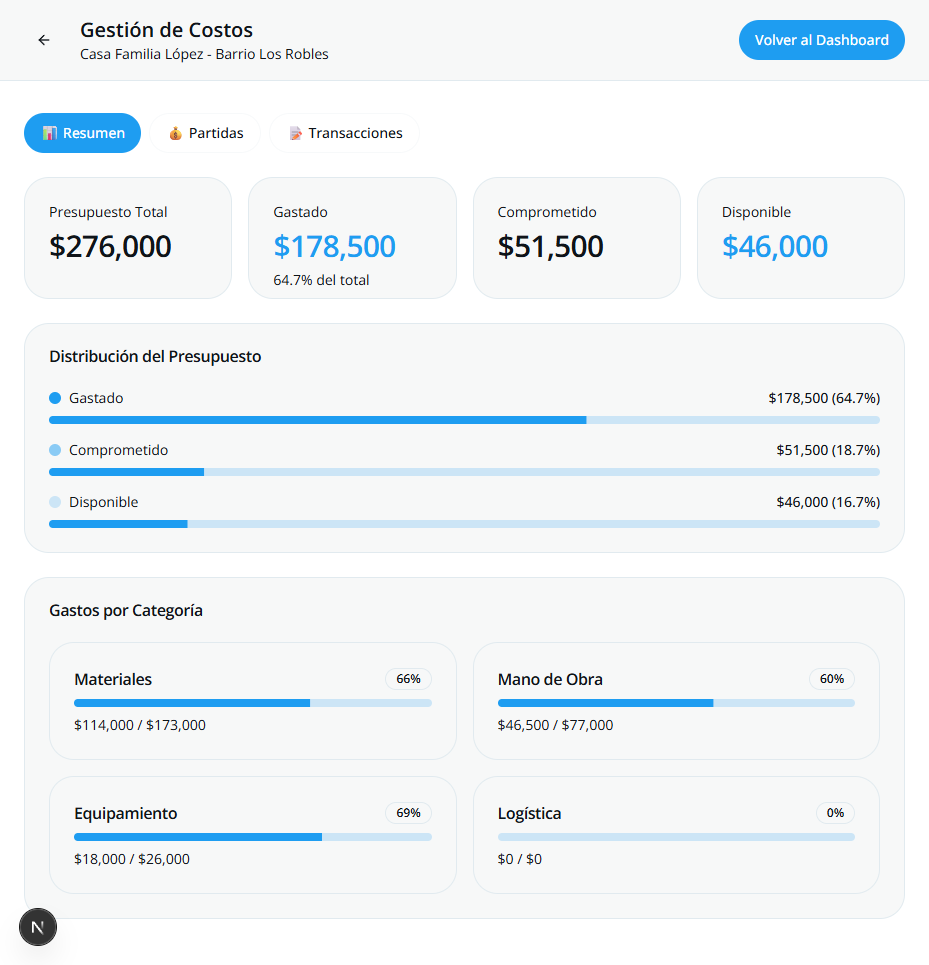 Gestión de Costos
Casa Familia López - Barrio Los Robles
Volver al Dashboard
Resumen
Partidas
Transacciones
Presupuesto Total
$276,000
Gastado
$178,500
64.7% del total
Comprometido
$51,500
Disponible
$46,000
Distribución del Presupuesto
Gastado
$178,500 (64.7%)
Comprometido
$51,500 (18.7%)
Disponible
$46,000 (16.7%)
Gastos por Categoría
Materiales
66%
$114,000 / $173,000
Mano de Obra
60%
$46,500 / $77,000
Equipamiento
69%
$18,000 / $26,000
Logística
0%
$0 / $0
N